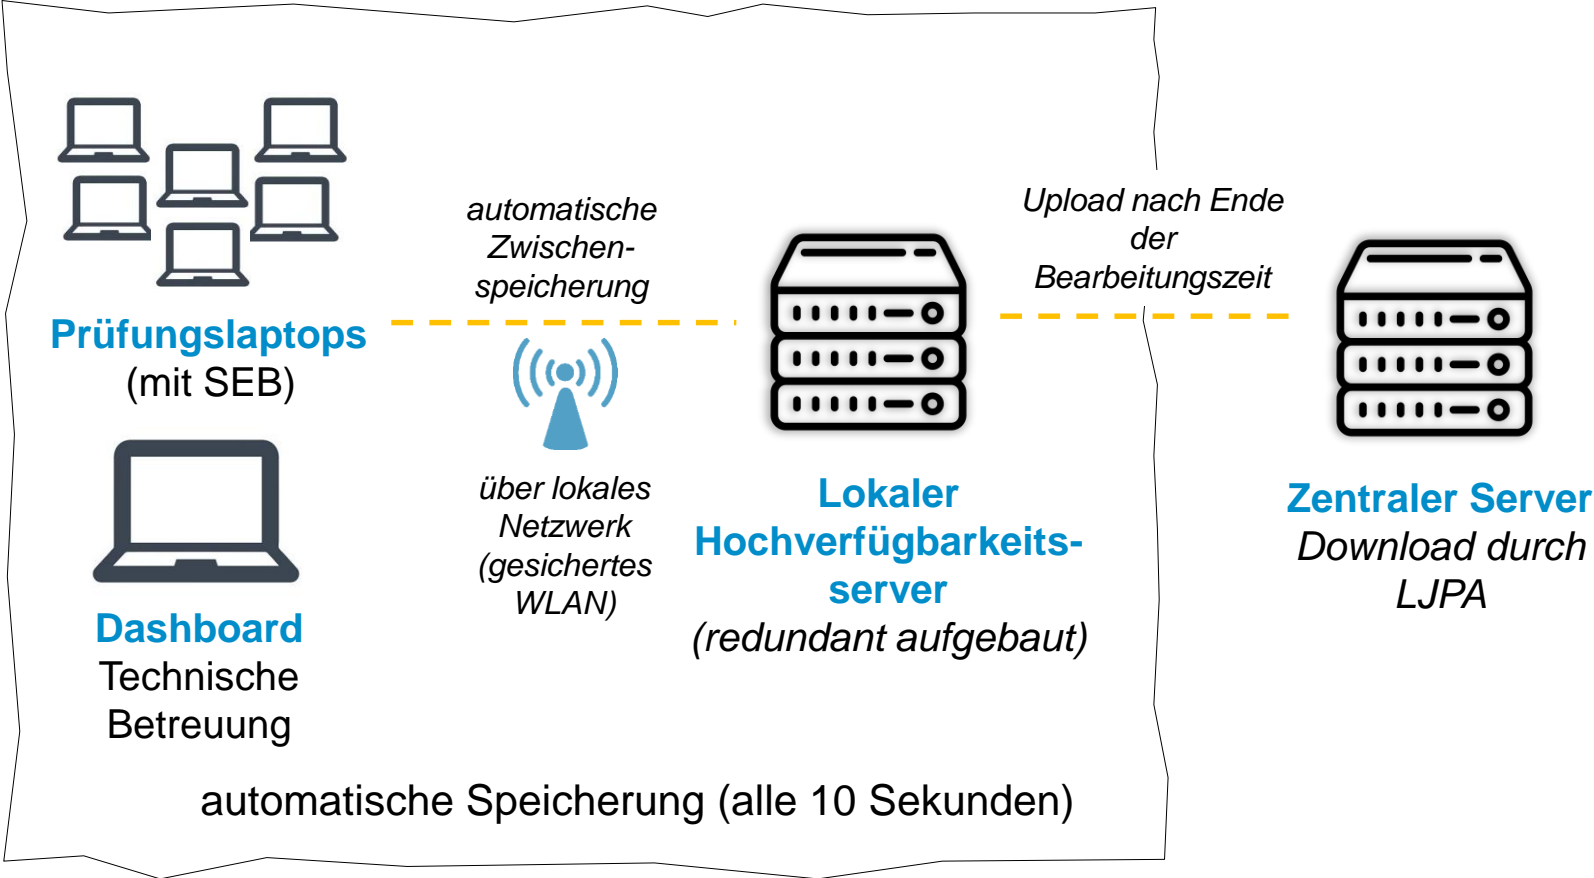 Prüfungslaptops
(mit SEB)
Dashboard
Technische
Betreuung
automatische
Zwischen-
speicherung
über lokales
Netzwerk
(gesichertes
WLAN)
Lokaler
Hochverfügbarkeits-
server
(redundant aufgebaut)
Upload nach Ende
der
Bearbeitungszeit
Zentraler Server
Download durch
LJPA
automatische Speicherung (alle 10 Sekunden)